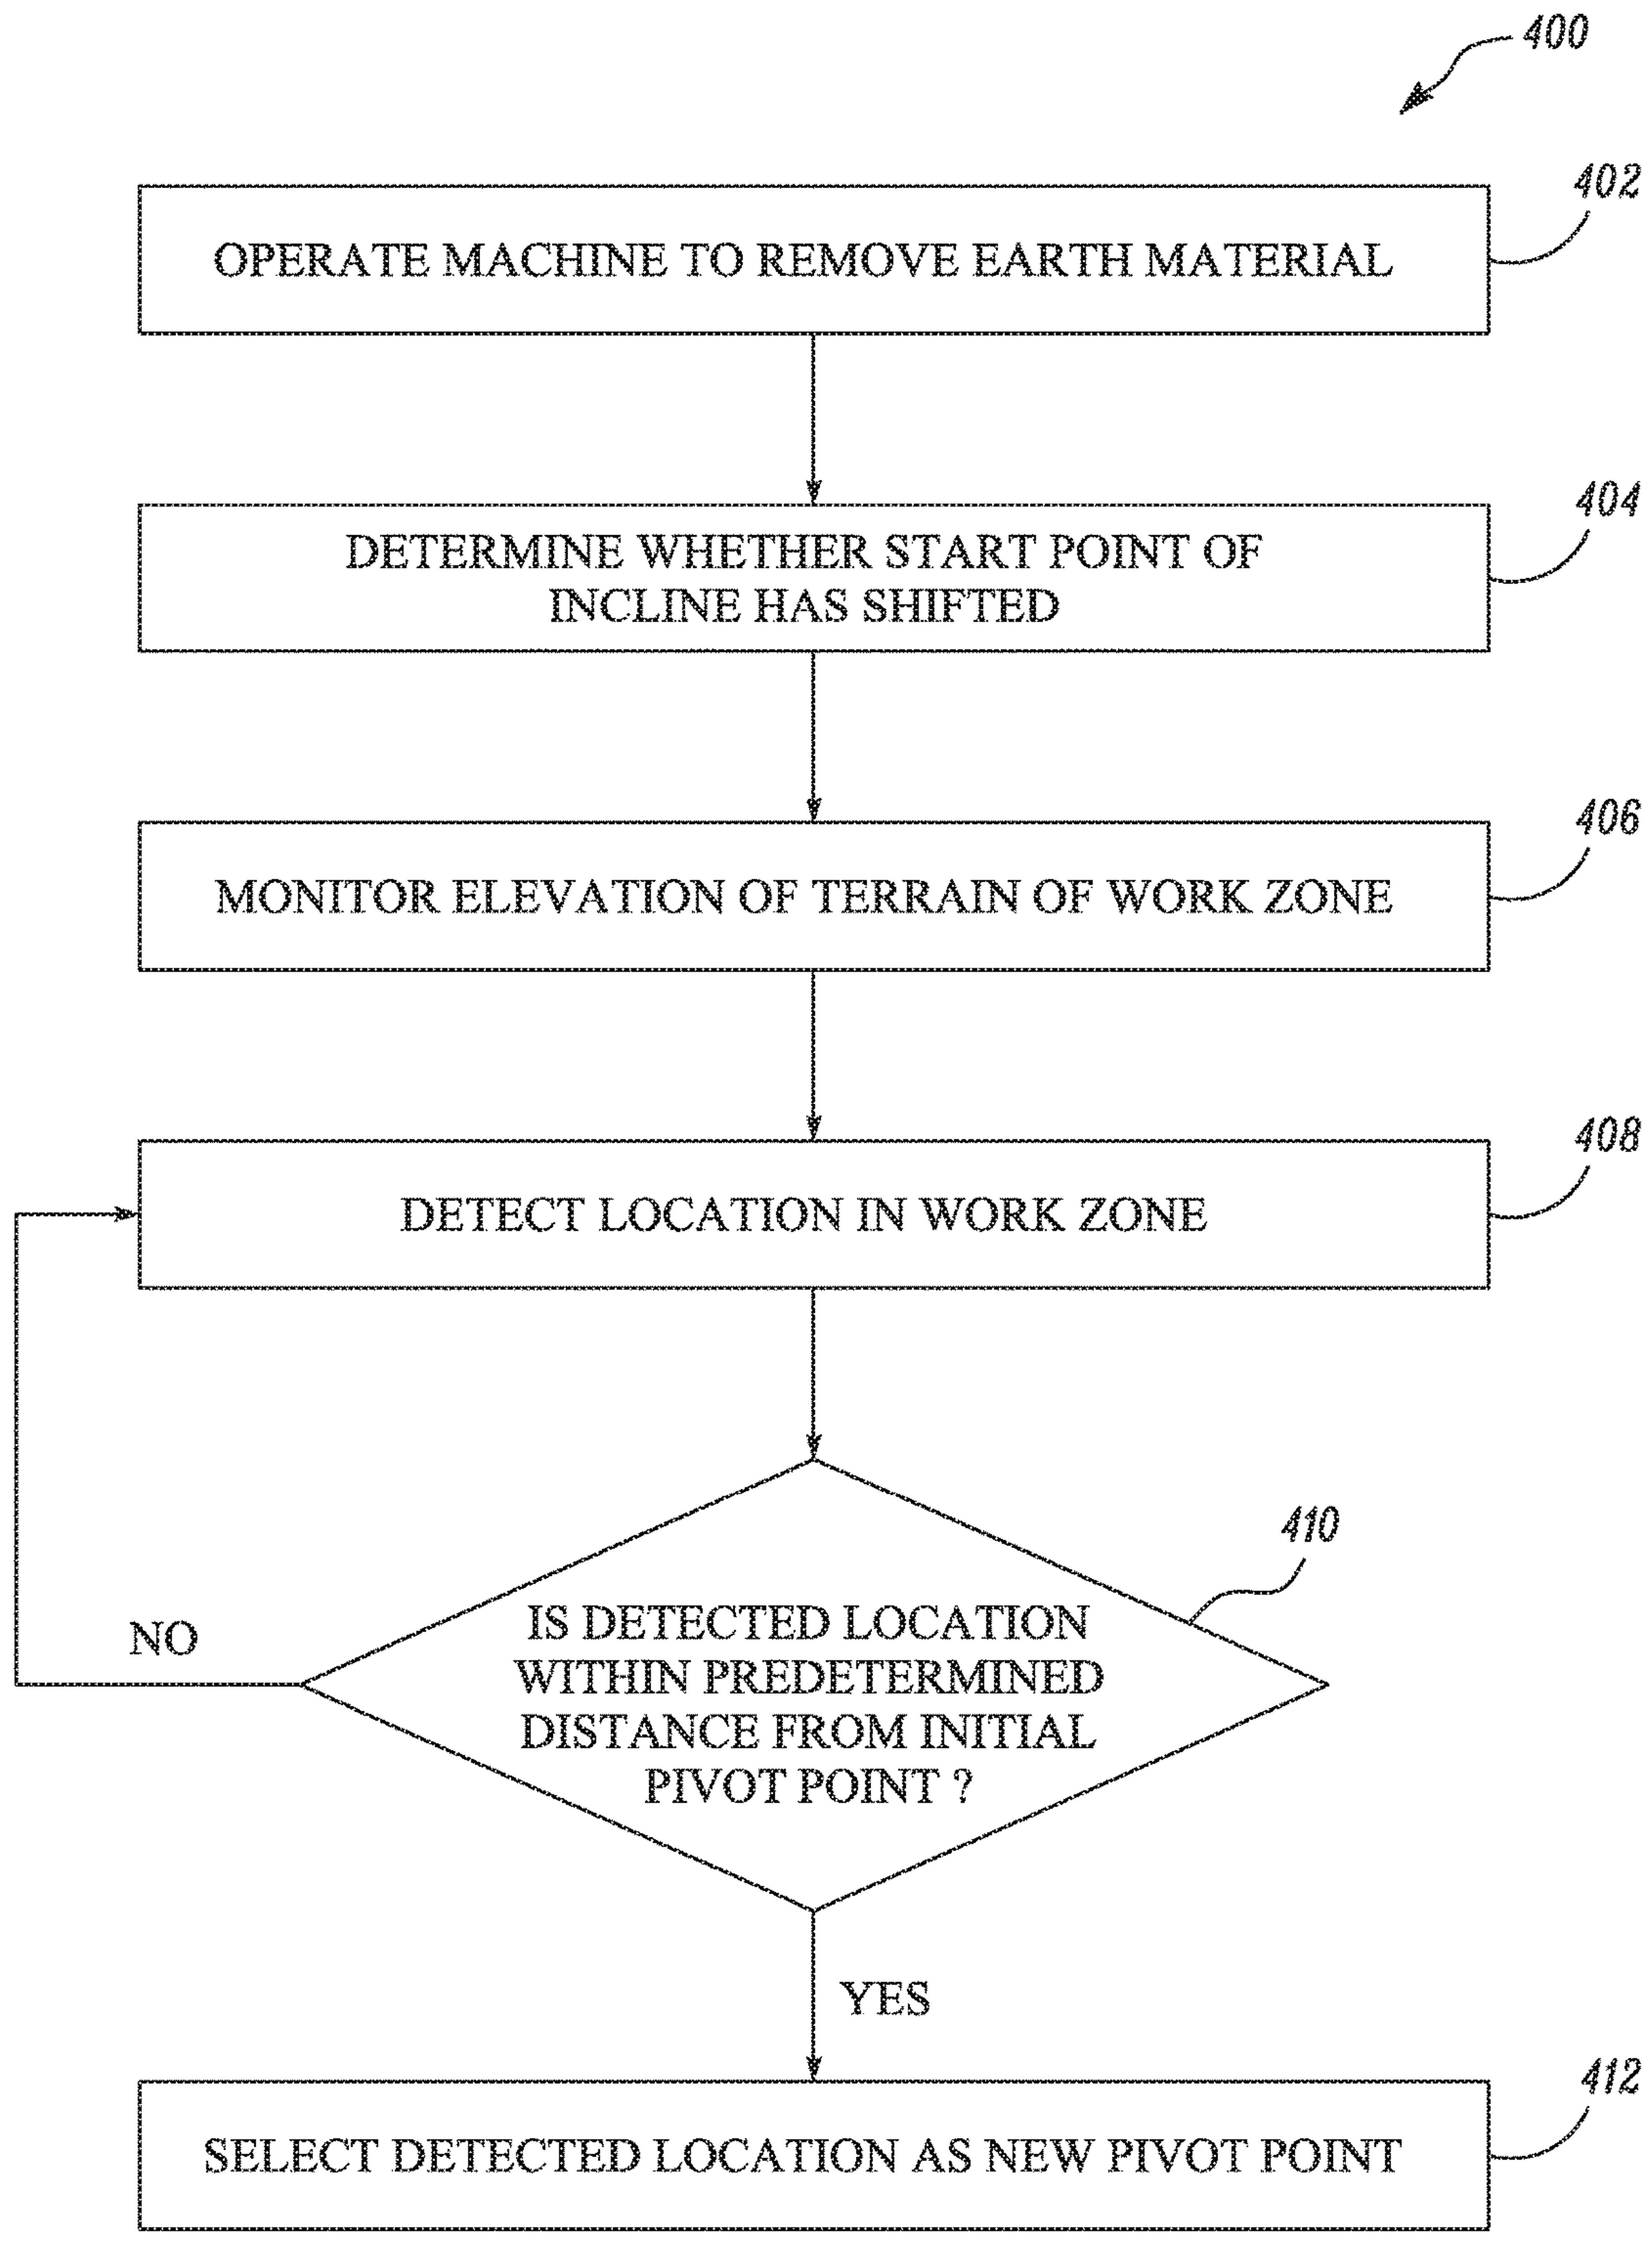 400
402
OPERATE MACHINE TO REMOVE EARTH MATERIAL
404
DETERMINE WHETHER START POINT OF
INCLINE HAS SHIFTED
406
MONITOR ELEVATION OF TERRAIN OF WORK ZONE
408
DETECT LOCATION IN WORK ZONE
410
IS DETECTED LOCATION
WITHIN PREDETERMINED
DISTANCE FROM INITIAL
PIVOT POINT ?
NO
YES
412
SELECT DETECTED LOCATION AS NEW PIVOT POINT